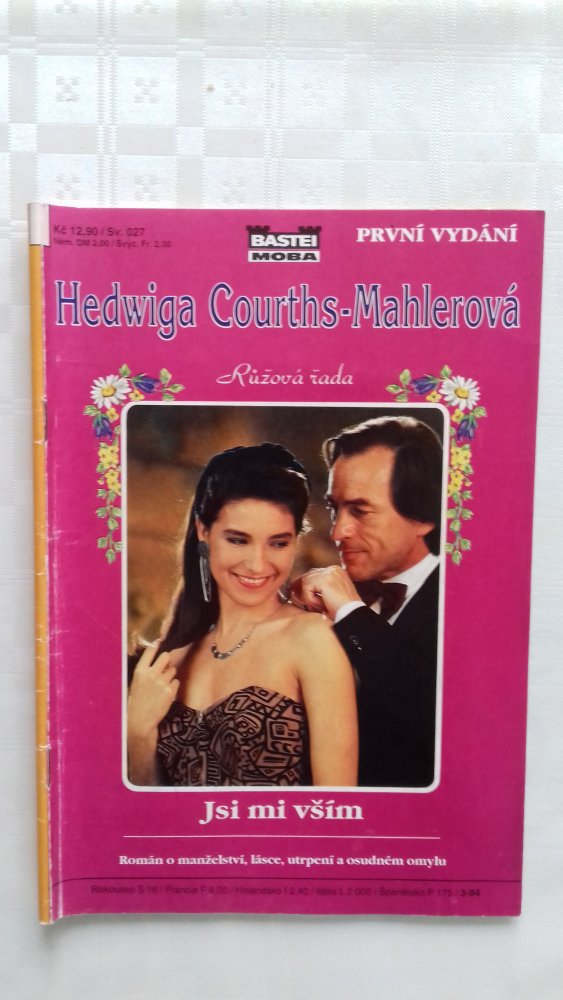 Kč 12,90 / Sv. 027
Něm. DM 2,00 / Švýc. Fr. 2,00
BASTEI
MOBA
PRVNÍ VYDÁNÍ
Hedwiga Courths-Mahlerová
Růžová řada
Jsi mi vším
Román o manželství, lásce, utrpení a osudném omylu
Rakousko S 16 / Francie F 9,00 / Holandsko f 2,40 / Itálie L 2 000 / Španělsko P 175 / 3-94